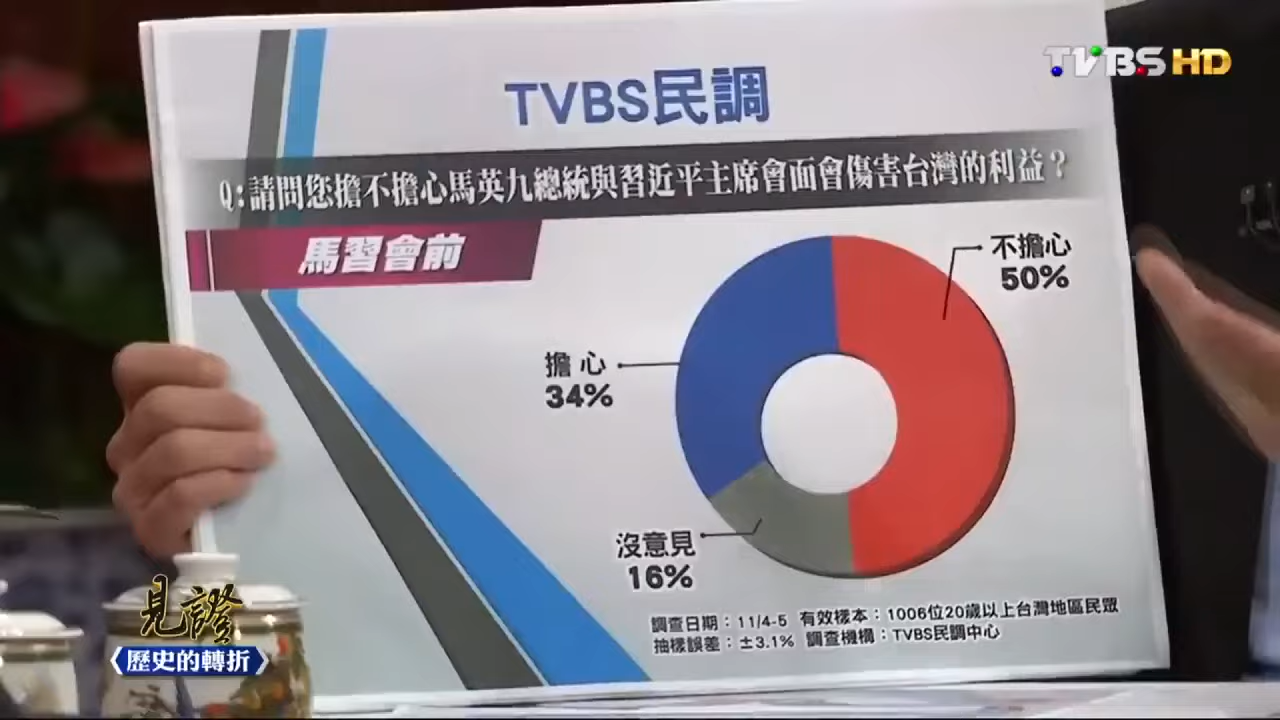 TVBS HD
TVBS民調
Q:請問您擔不擔心馬英九總統與習近平主席會面會傷害台灣的利益？
馬習會前
不擔心
50%
擔心
34%
沒意見
16%
調查日期：11/4-5 有效樣本：1006位20歲以上台灣地區民眾
抽樣誤差：±3.1% 調查機構：TVBS民調中心
見證
歷史的轉折